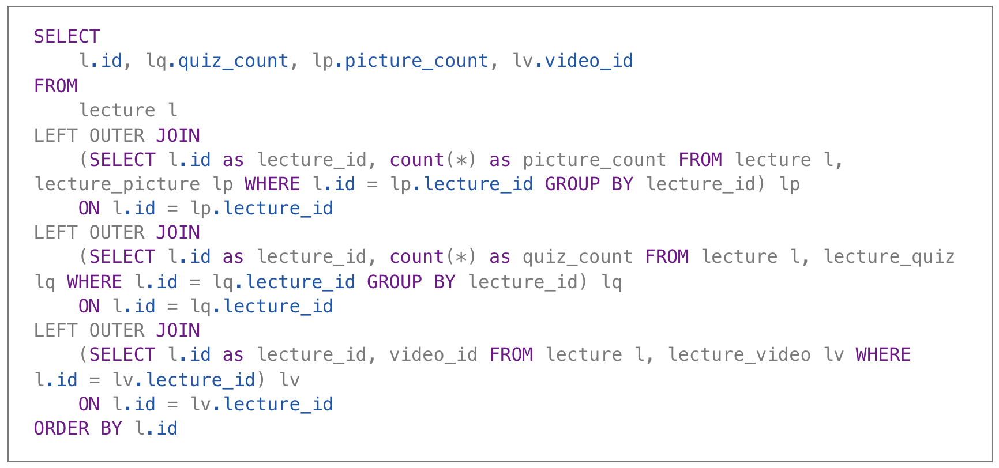 SELECT
    l.id, lq.quiz_count, lp.picture_count, lv.video_id
FROM
    lecture l
LEFT OUTER JOIN
    (SELECT l.id as lecture_id, count(*) as picture_count FROM lecture l,
lecture_picture lp WHERE l.id = lp.lecture_id GROUP BY lecture_id) lp
    ON l.id = lp.lecture_id
LEFT OUTER JOIN
    (SELECT l.id as lecture_id, count(*) as quiz_count FROM lecture l, lecture_quiz
lq WHERE l.id = lq.lecture_id GROUP BY lecture_id) lq
    ON l.id = lq.lecture_id
LEFT OUTER JOIN
    (SELECT l.id as lecture_id, video_id FROM lecture l, lecture_video lv WHERE
l.id = lv.lecture_id) lv
    ON l.id = lv.lecture_id
ORDER BY l.id